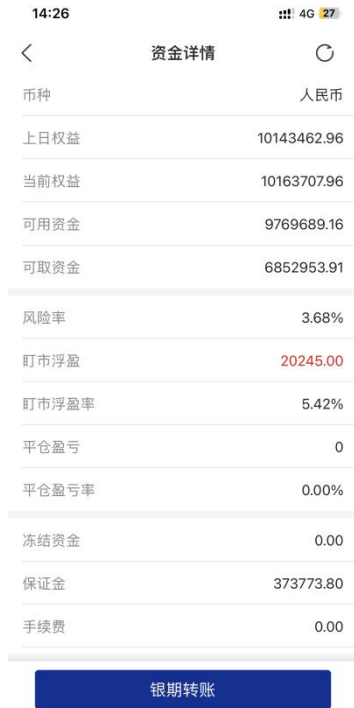 14:26 4G 27
资金详情
币种 人民币
上日权益 10143462.96
当前权益 10163707.96
可用资金 9769689.16
可取资金 6852953.91
风险率 3.68%
盯市浮盈 20245.00
盯市浮盈率 5.42%
平仓盈亏 0
平仓盈亏率 0.00%
冻结资金 0.00
保证金 373773.80
手续费 0.00
银期转账